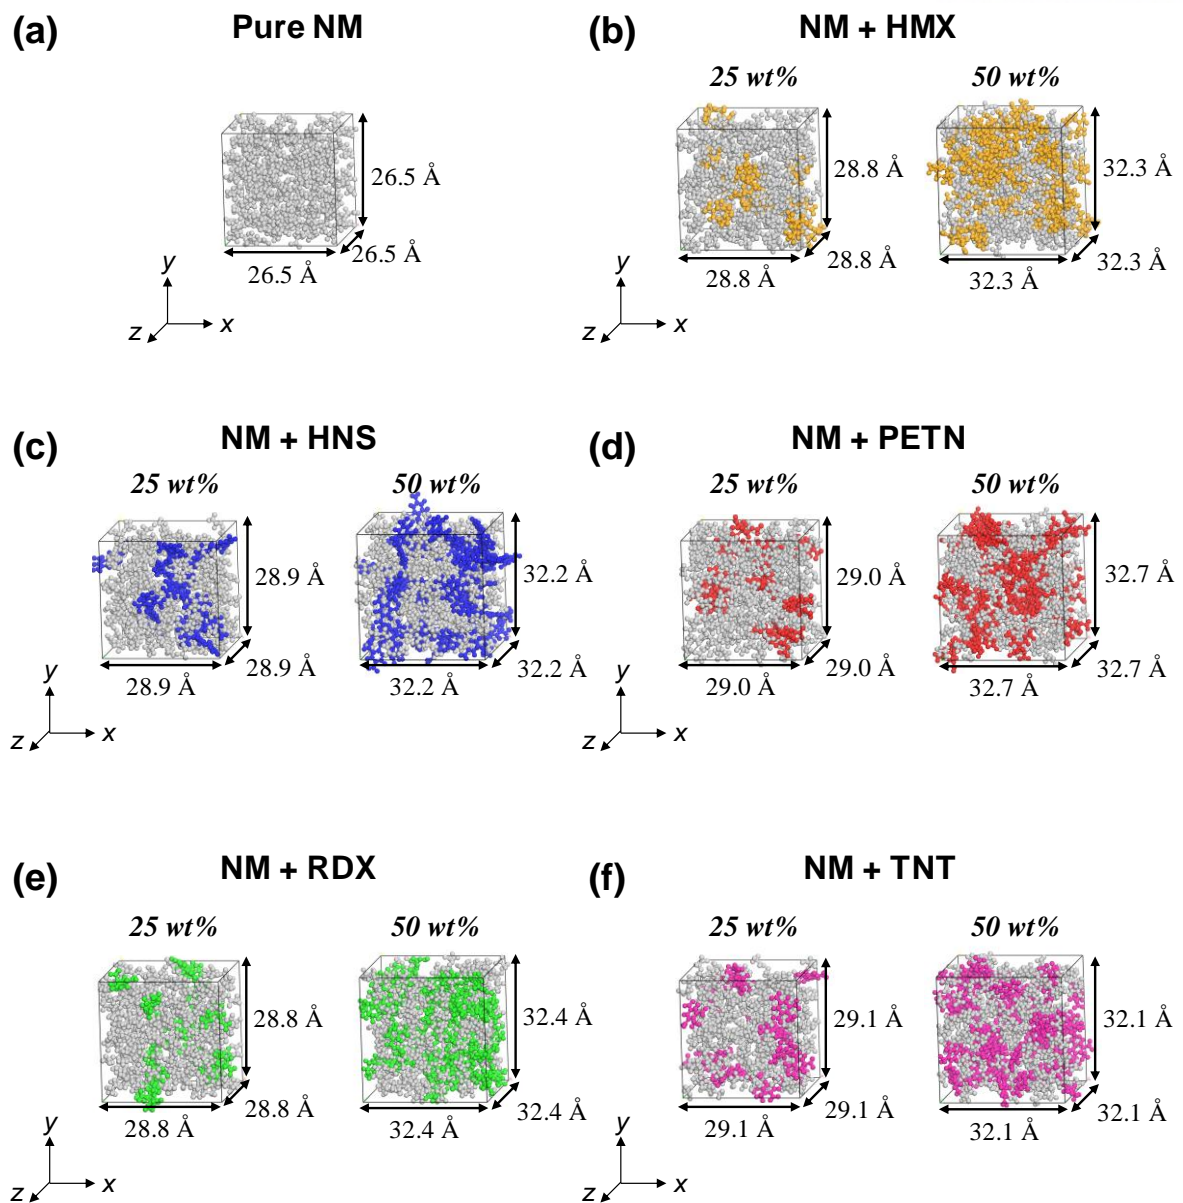 (a)
Pure NM
26.5 Å
26.5 Å
26.5 Å
y
z
x
(b)
NM + HMX
25 wt%
50 wt%
28.8 Å
28.8 Å
28.8 Å
32.3 Å
32.3 Å
32.3 Å
y
z
x
(c)
NM + HNS
25 wt%
50 wt%
28.9 Å
28.9 Å
28.9 Å
32.2 Å
32.2 Å
32.2 Å
y
z
x
(d)
NM + PETN
25 wt%
50 wt%
29.0 Å
29.0 Å
29.0 Å
32.7 Å
32.7 Å
32.7 Å
y
z
x
(e)
NM + RDX
25 wt%
50 wt%
28.8 Å
28.8 Å
28.8 Å
32.4 Å
32.4 Å
32.4 Å
y
z
x
(f)
NM + TNT
25 wt%
50 wt%
29.1 Å
29.1 Å
29.1 Å
32.1 Å
32.1 Å
32.1 Å
y
z
x